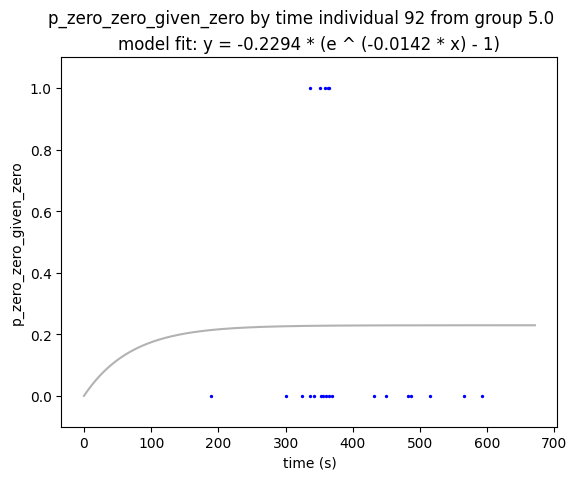 p_zero_zero_given_zero by time individual 92 from group 5.0
model fit: y = -0.2294 * (e ^ (-0.0142 * x) - 1)
1.0
0.8
0.6
0.4
0.2
0.0
p_zero_zero_given_zero
0 100 200 300 400 500 600 700
time (s)